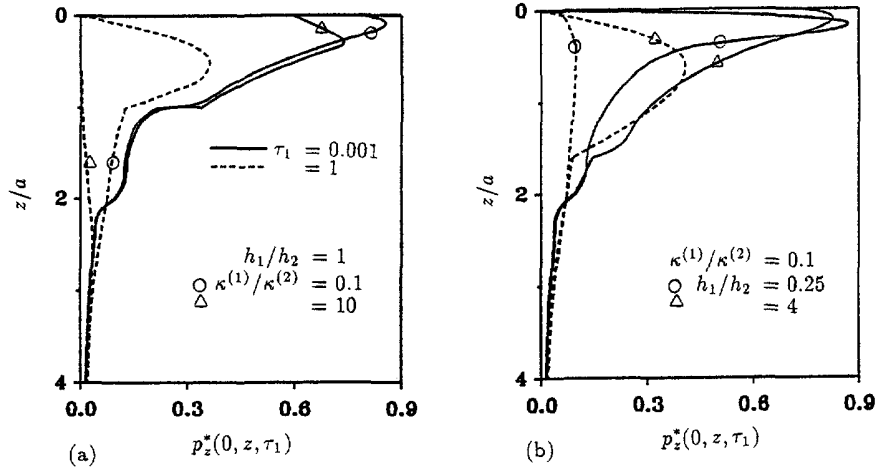 0
2
4
z/a
0.0 0.3 0.6 0.9
p*z(0, z, τ1)
(a)
τ1 = 0.001
= 1
h1/h2 = 1
κ(1)/κ(2) = 0.1
= 10
0
2
4
z/a
0.0 0.3 0.6 0.9
p*z(0, z, τ1)
(b)
κ(1)/κ(2) = 0.1
h1/h2 = 0.25
= 4